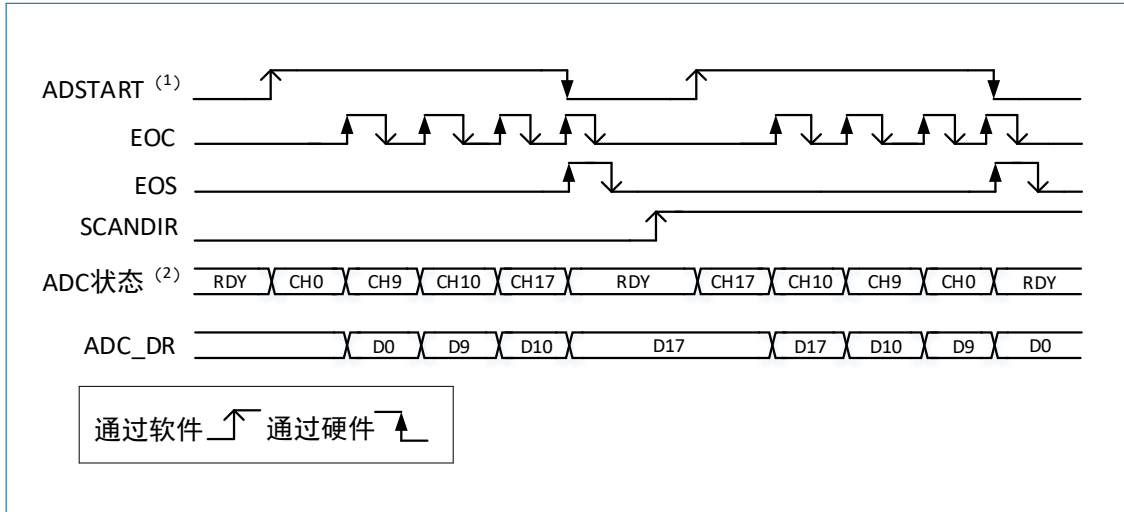 ADSTART（1）
EOC
EOS
SCANDIR
ADC状态（2） RDY CH0 CH9 CH10 CH17 RDY CH17 CH10 CH9 CH0 RDY
ADC_DR D0 D9 D10 D17 D17 D10 D9 D0
通过软件 通过硬件